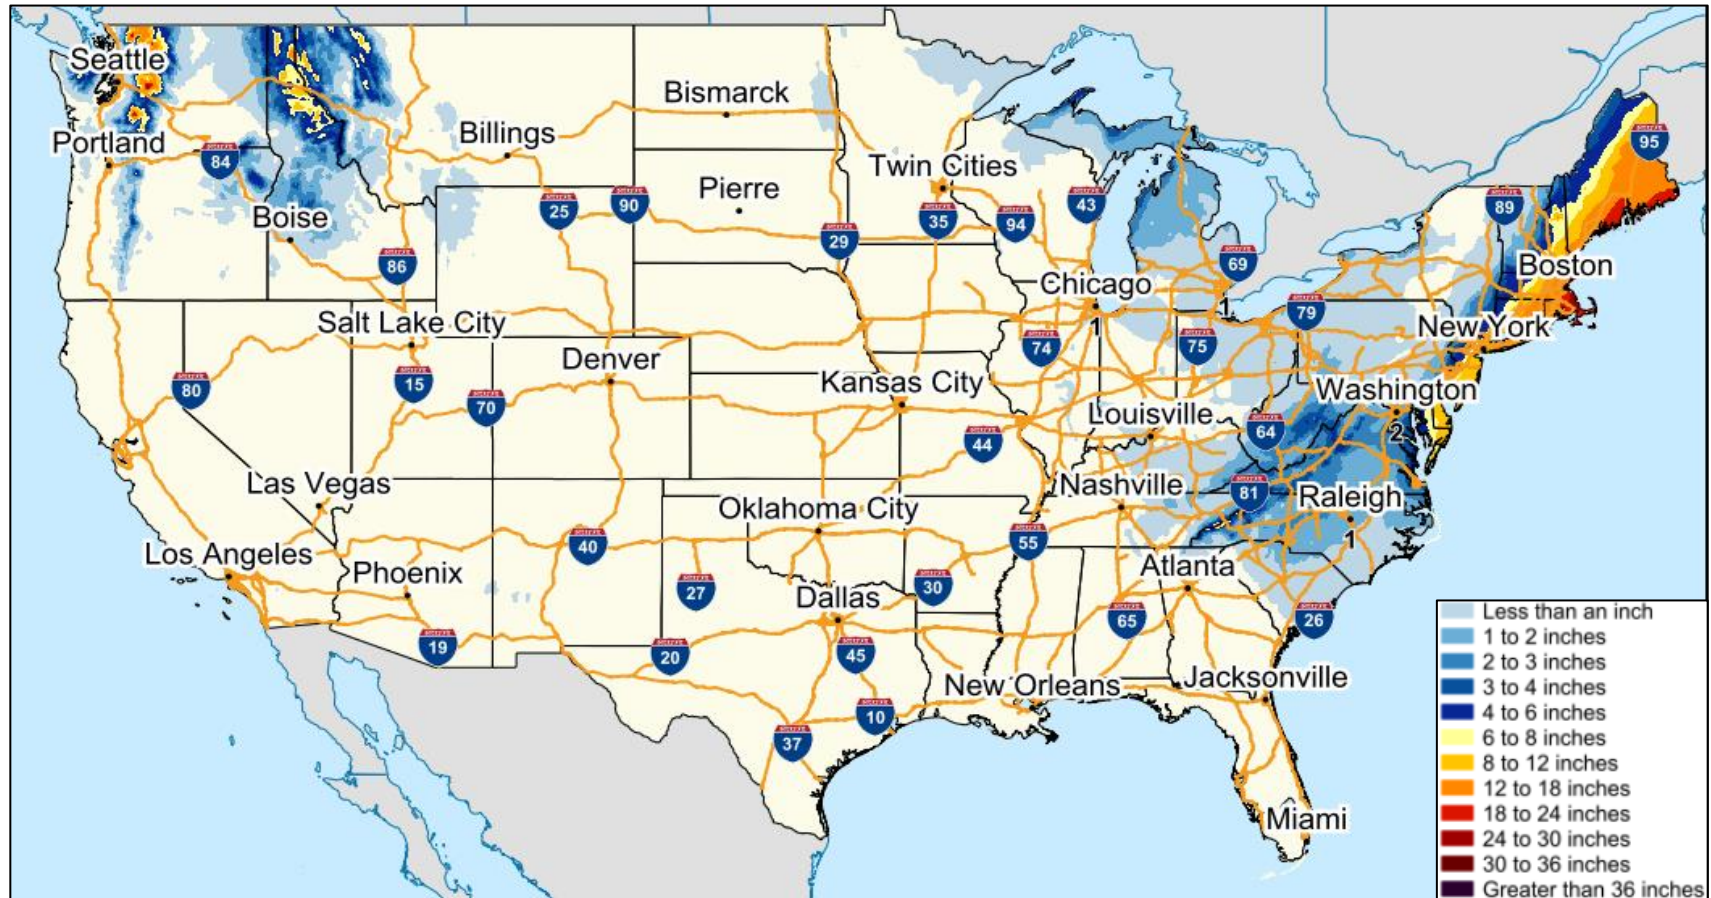 Seattle
Portland
84
Boise
86
Billings
Bismarck
25
90
Pierre
29
Twin Cities
35
94
43
69
89
95
Boston
Chicago
1
1
79
New York
Salt Lake City
80
15
70
Denver
Kansas City
74
75
Louisville
64
Washington
2
44
Las Vegas
Oklahoma City
Nashville
81
Raleigh
1
Los Angeles
Phoenix
40
27
55
Atlanta
30
Dallas
65
26
19
20
45
New Orleans
Jacksonville
37
10
Miami
Less than an inch
1 to 2 inches
2 to 3 inches
3 to 4 inches
4 to 6 inches
6 to 8 inches
8 to 12 inches
12 to 18 inches
18 to 24 inches
24 to 30 inches
30 to 36 inches
Greater than 36 inches